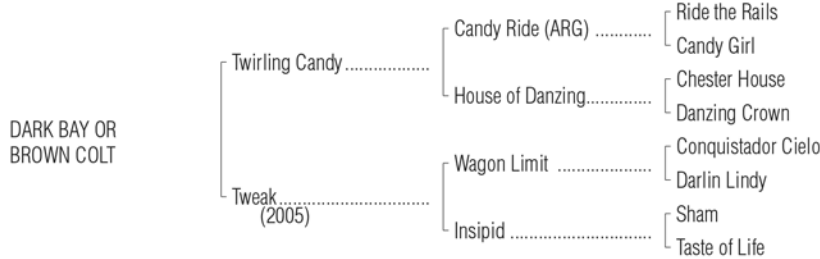 Ride the Rails
Candy Ride (ARG) ............
Candy Girl
Twirling Candy..................
Chester House
House of Danzing..............
Danzing Crown
DARK BAY OR
BROWN COLT
Conquistador Cielo
Wagon Limit ....................
Darlin Lindy
Tweak................................
(2005)
Sham
Insipid ..............................
Taste of Life